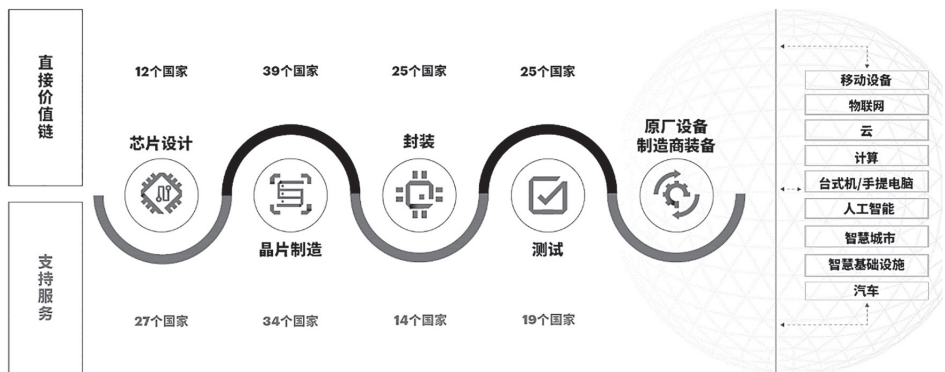 直接价值链
12个国家
39个国家
25个国家
25个国家
芯片设计
封装
原厂设备
制造商装备
晶片制造
测试
支持服务
27个国家
34个国家
14个国家
19个国家
移动设备
物联网
云
计算
台式机/手提电脑
人工智能
智慧城市
智慧基础设施
汽车